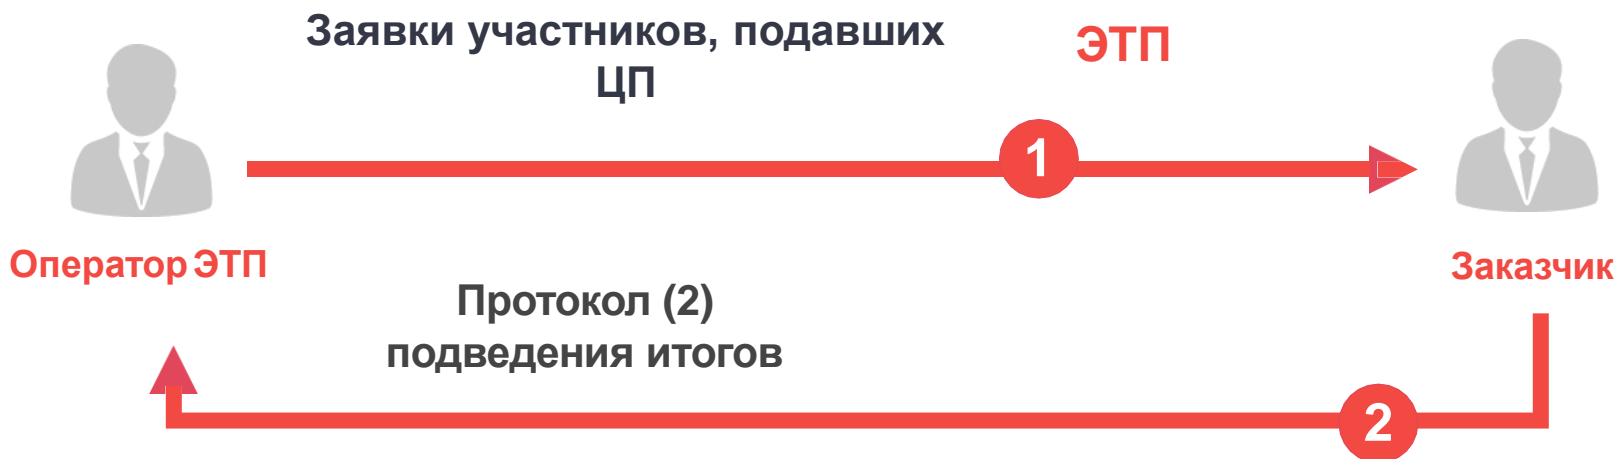 Заявки участников, подавших
ЦП
ЭТП
1
Оператор ЭТП
Заказчик
Протокол (2)
подведения итогов
2